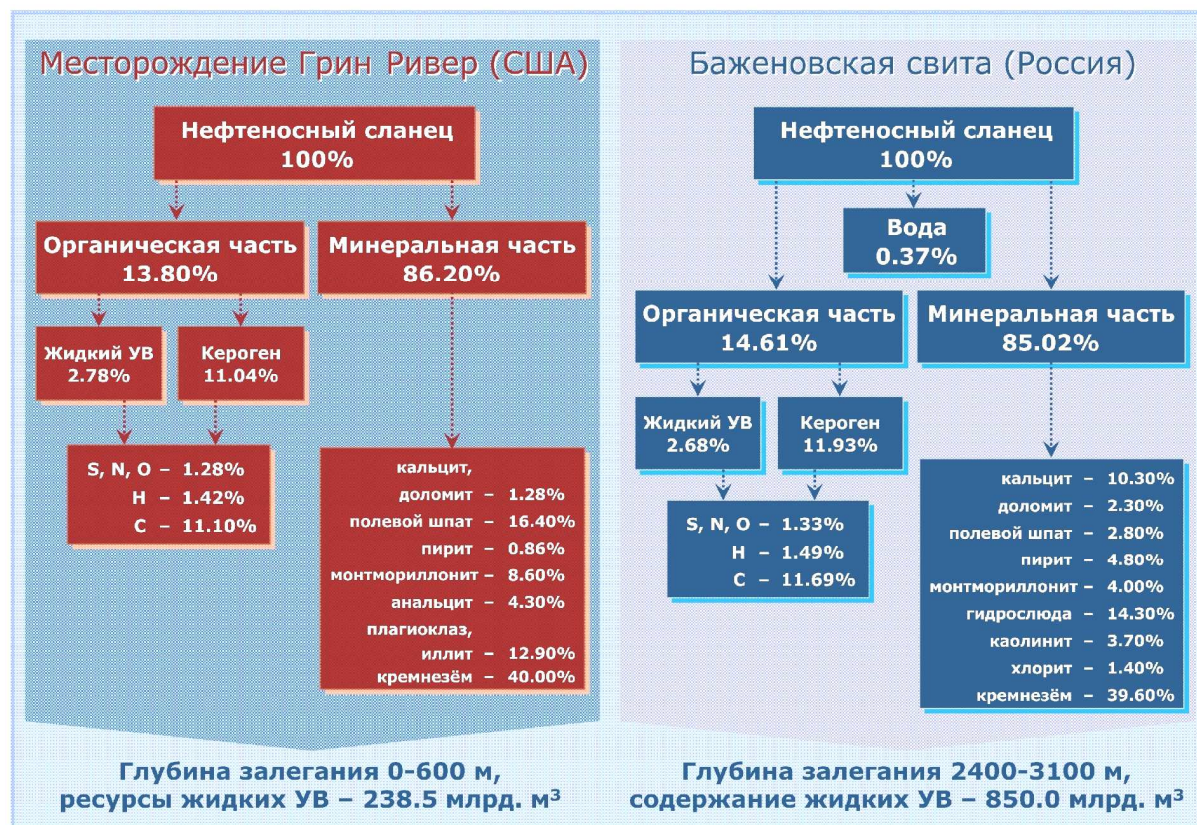 Месторождение Грин Ривер (США)
Нефтеносный сланец
100%
Органическая часть
13.80%
Минеральная часть
86.20%
Жидкий УВ
2.78%
Кероген
11.04%
S, N, O – 1.28%
H – 1.42%
C – 11.10%
кальцит,
доломит – 1.28%
полевой шпат – 16.40%
пирит – 0.86%
монтмориллонит – 8.60%
анальцит – 4.30%
плагиоклаз,
иллит – 12.90%
кремнезём – 40.00%
Глубина залегания 0-600 м,
ресурсы жидких УВ – 238.5 млрд. м³
Баженовская свита (Россия)
Нефтеносный сланец
100%
Вода
0.37%
Органическая часть
14.61%
Минеральная часть
85.02%
Жидкий УВ
2.68%
Кероген
11.93%
S, N, O – 1.33%
H – 1.49%
C – 11.69%
кальцит – 10.30%
доломит – 2.30%
полевой шпат – 2.80%
пирит – 4.80%
монтмориллонит – 4.00%
гидрослюда – 14.30%
каолинит – 3.70%
хлорит – 1.40%
кремнезём – 39.60%
Глубина залегания 2400-3100 м,
содержание жидких УВ – 850.0 млрд. м³